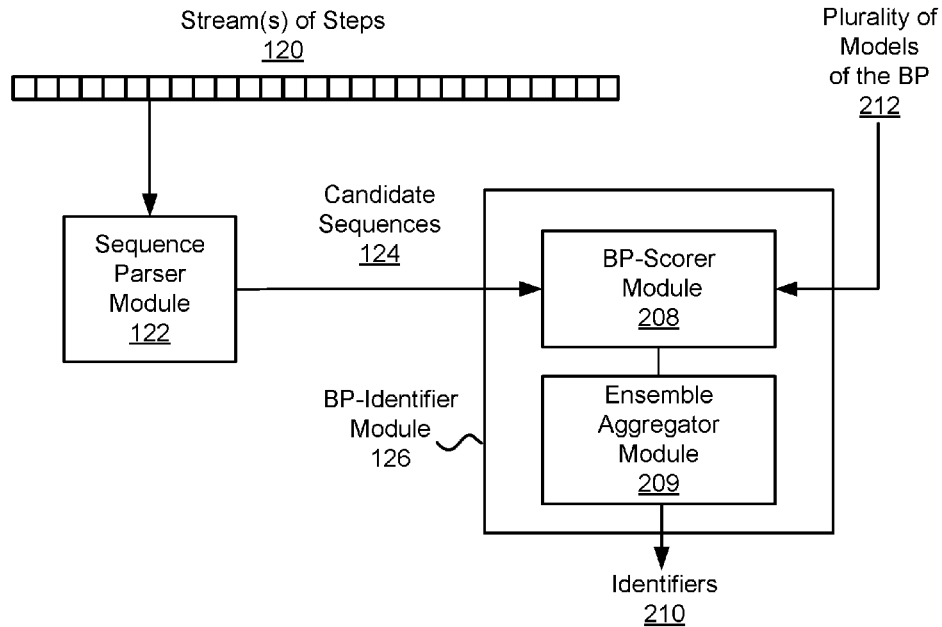 Stream(s) of Steps
120
Plurality of
Models
of the BP
212
Candidate
Sequences
124
Sequence
Parser
Module
122
BP-Scorer
Module
208
BP-Identifier
Module
126
Ensemble
Aggregator
Module
209
Identifiers
210